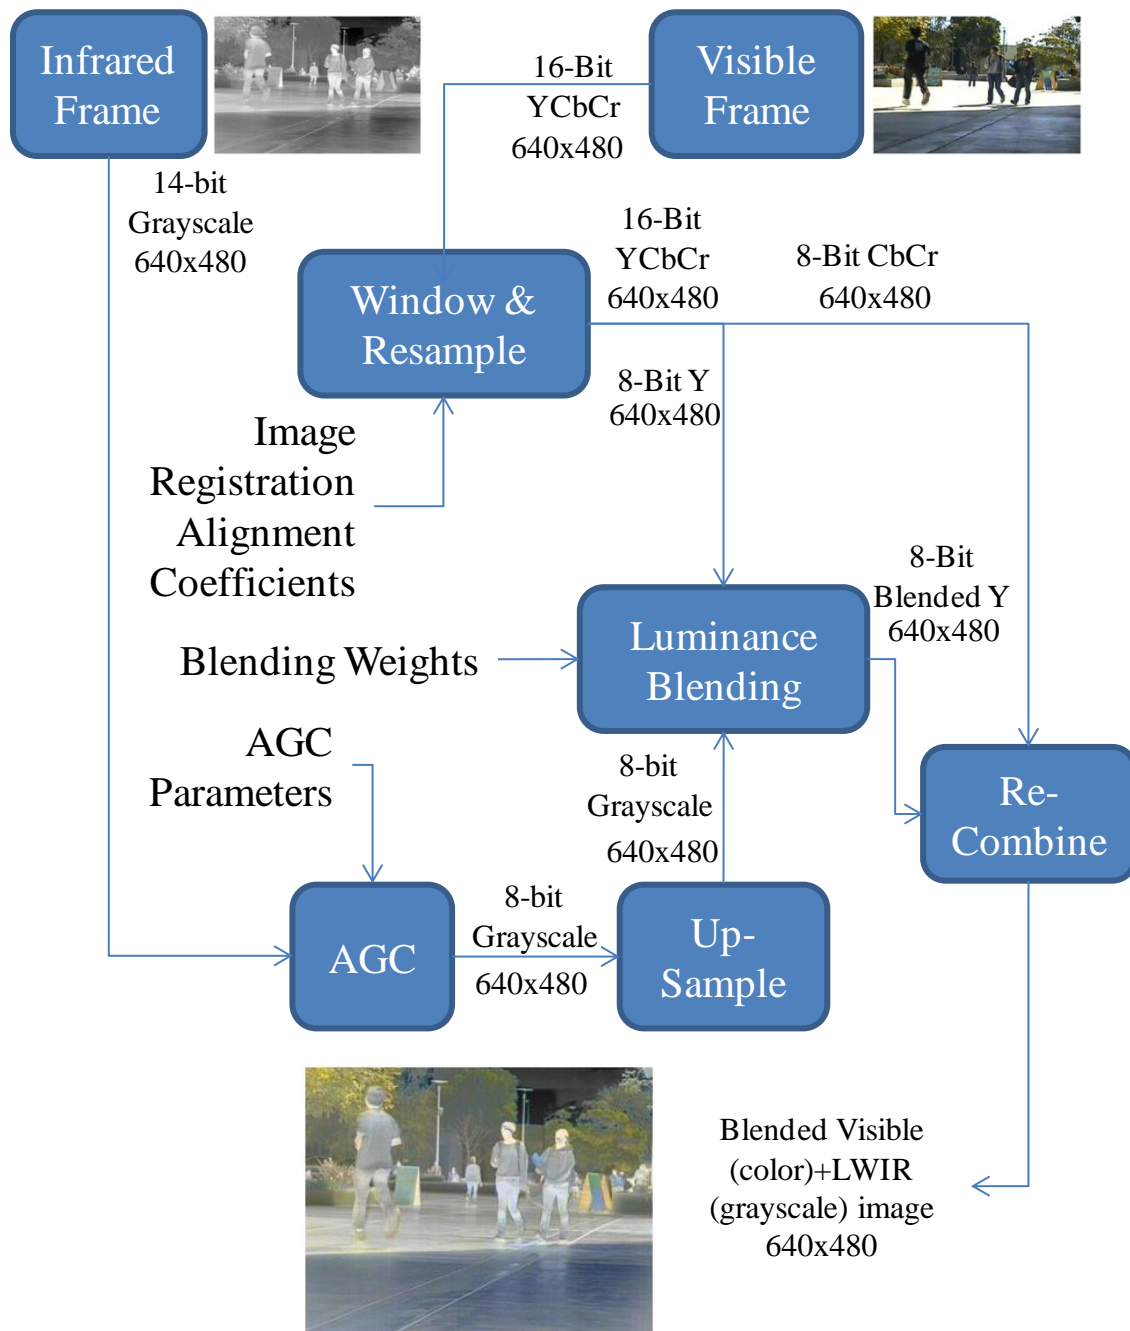 Infrared
Frame
16-Bit
YCbCr
640x480
Visible
Frame
14-bit
Grayscale
640x480
Window &
Resample
16-Bit
YCbCr
640x480
8-Bit CbCr
640x480
8-Bit Y
640x480
Image
Registration
Alignment
Coefficients
8-Bit
Blended Y
640x480
Luminance
Blending
Blending Weights
AGC
Parameters
8-bit
Grayscale
640x480
Re-
Combine
AGC
8-bit
Grayscale
640x480
Up-
Sample
Blended Visible
(color)+LWIR
(grayscale) image
640x480